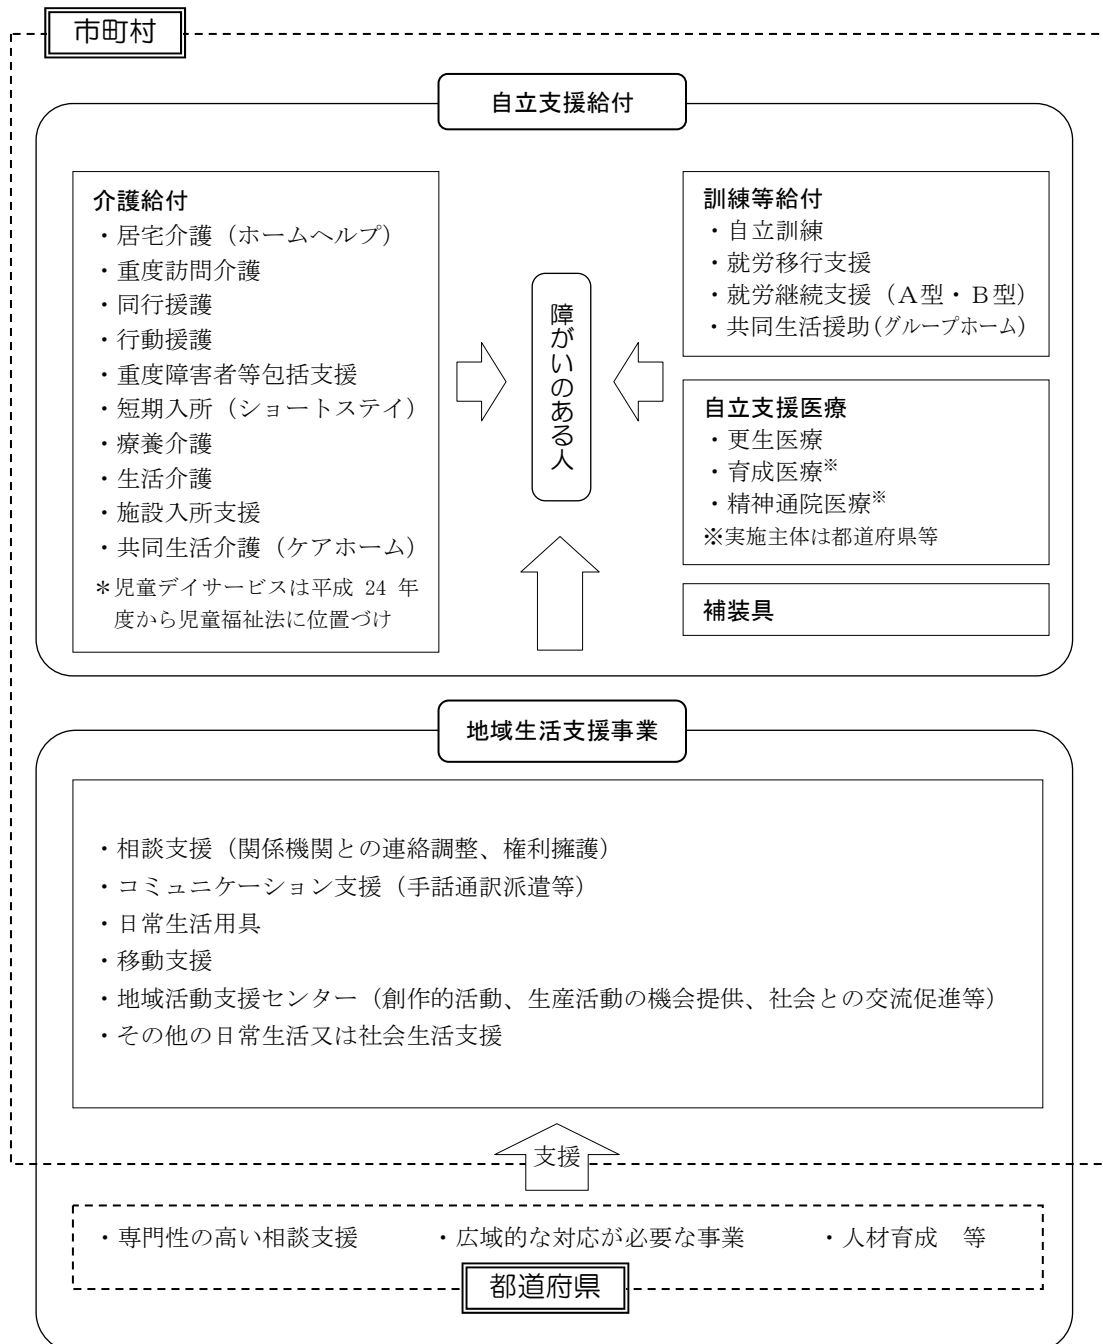 市町村
自立支援給付
介護給付
・居宅介護（ホームヘルプ）
・重度訪問介護
・同行援護
・行動援護
・重度障害者等包括支援
・短期入所（ショートステイ）
・療養介護
・生活介護
・施設入所支援
・共同生活介護（ケアホーム）
＊児童デイサービスは平成 24 年
度から児童福祉法に位置づけ
障がいのある人
訓練等給付
・自立訓練
・就労移行支援
・就労継続支援（Ａ型・Ｂ型）
・共同生活援助（グループホーム）
自立支援医療
・更生医療
・育成医療※
・精神通院医療※
※実施主体は都道府県等
補装具
地域生活支援事業
・相談支援（関係機関との連絡調整、権利擁護）
・コミュニケーション支援（手話通訳派遣等）
・日常生活用具
・移動支援
・地域活動支援センター（創作的活動、生産活動の機会提供、社会との交流促進等）
・その他の日常生活又は社会生活支援
支援
・専門性の高い相談支援　・広域的な対応が必要な事業　・人材育成　等
都道府県